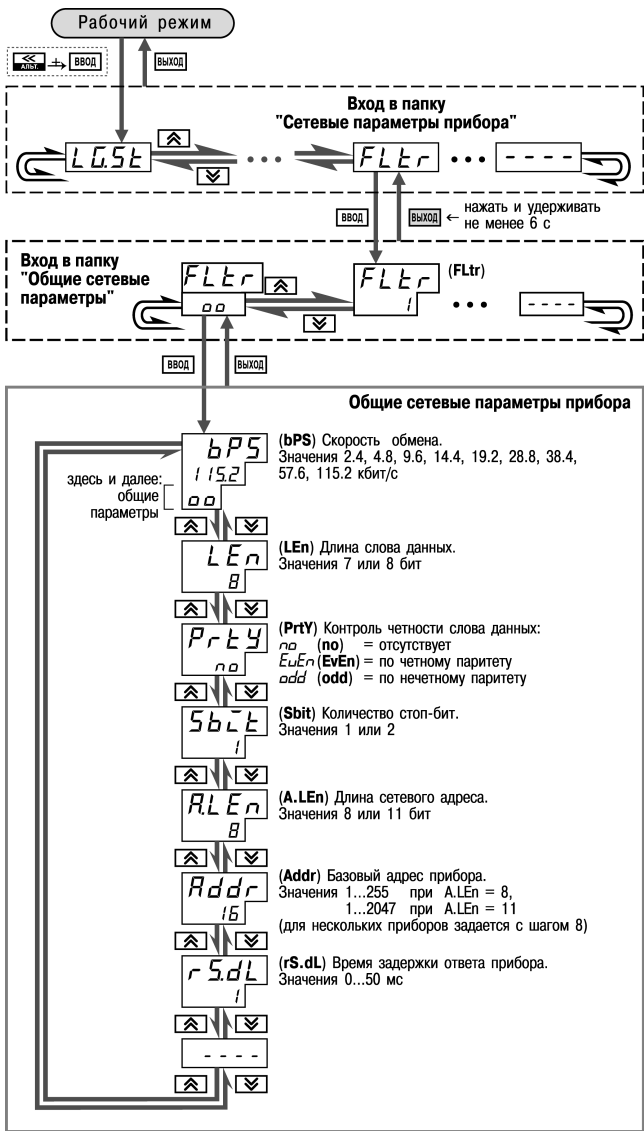 Рабочий режим
<<
АЛЬТ.
ВВОД
ВЫХОД
Вход в папку
"Сетевые параметры прибора"
LG.St
• • •
FLtr
• • •
- - - -
ВВОД
ВЫХОД
← нажать и удерживать
не менее 6 с
Вход в папку
"Общие сетевые
параметры"
FLtr
oo
FLtr
1
(FLtr)
• • •
- - - -
ВВОД
ВЫХОД
Общие сетевые параметры прибора
bPS
115.2
oo
здесь и далее:
общие
параметры
(bPS) Скорость обмена.
Значения 2.4, 4.8, 9.6, 14.4, 19.2, 28.8, 38.4,
57.6, 115.2 кбит/с
LEn
8
(LEn) Длина слова данных.
Значения 7 или 8 бит
PrtY
no
(PrtY) Контроль четности слова данных:
no (no) = отсутствует
EvEn (EvEn) = по четному паритету
odd (odd) = по нечетному паритету
Sbit
1
(Sbit) Количество стоп-бит.
Значения 1 или 2
A.LEn
8
(A.LEn) Длина сетевого адреса.
Значения 8 или 11 бит
Addr
16
(Addr) Базовый адрес прибора.
Значения 1...255 при A.LEn = 8,
1...2047 при A.LEn = 11
(для нескольких приборов задается с шагом 8)
rS.dL
1
(rS.dL) Время задержки ответа прибора.
Значения 0...50 мс
- - - -